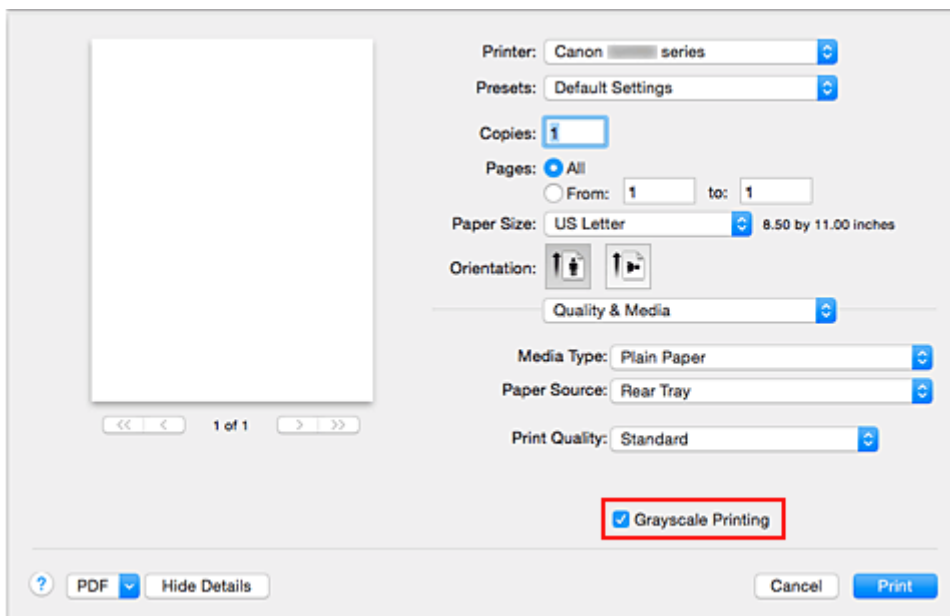 Printer: Canon series
Presets: Default Settings
Copies: 1
Pages: All
From: 1 to: 1
Paper Size: US Letter 8.50 by 11.00 inches
Orientation:
Quality & Media
Media Type: Plain Paper
Paper Source: Rear Tray
<< < 1 of 1 > >>
Print Quality: Standard
Grayscale Printing
? PDF Hide Details Cancel Print